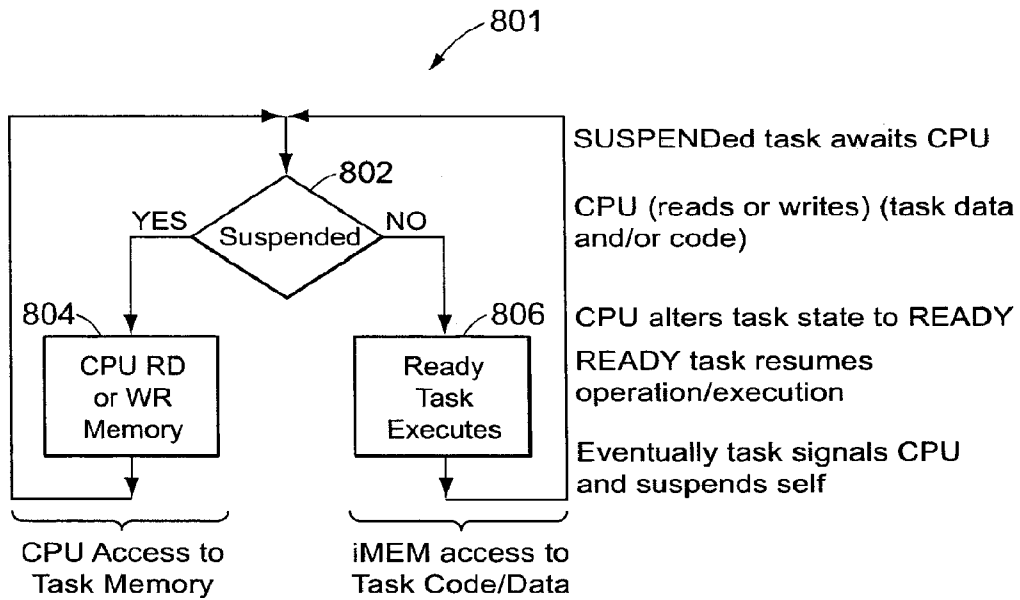 801
SUSPENDed task awaits CPU
802
YES
Suspended
NO
CPU (reads or writes) (task data
and/or code)
804
CPU RD
or WR
Memory
806
Ready
Task
Executes
CPU alters task state to READY
READY task resumes
operation/execution
Eventually task signals CPU
and suspends self
CPU Access to
Task Memory
iMEM access to
Task Code/Data